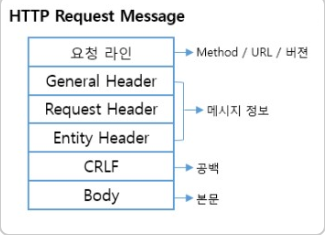 HTTP Request Message
요청 라인
Method / URL / 버젼
General Header
Request Header
메시지 정보
Entity Header
CRLF
공백
Body
본문